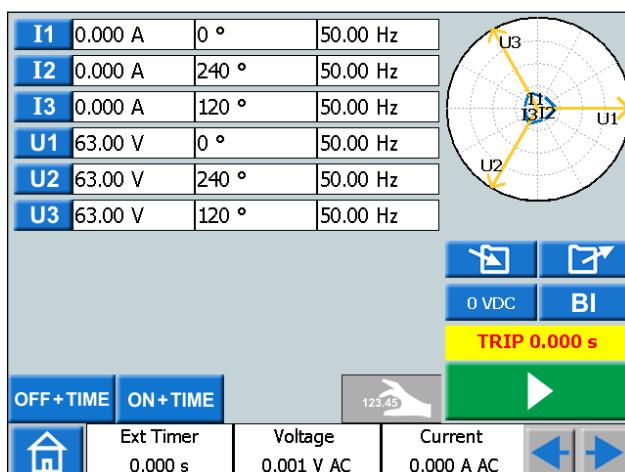 I1 0.000 A 0 ° 50.00 Hz
I2 0.000 A 240 ° 50.00 Hz
I3 0.000 A 120 ° 50.00 Hz
U1 63.00 V 0 ° 50.00 Hz
U2 63.00 V 240 ° 50.00 Hz
U3 63.00 V 120 ° 50.00 Hz
U3
I1
I3 I2
U1
U2
0 VDC BI
TRIP 0.000 s
OFF+TIME ON+TIME 123.45
Ext Timer Voltage Current
0.000 s 0.001 V AC 0.000 A AC